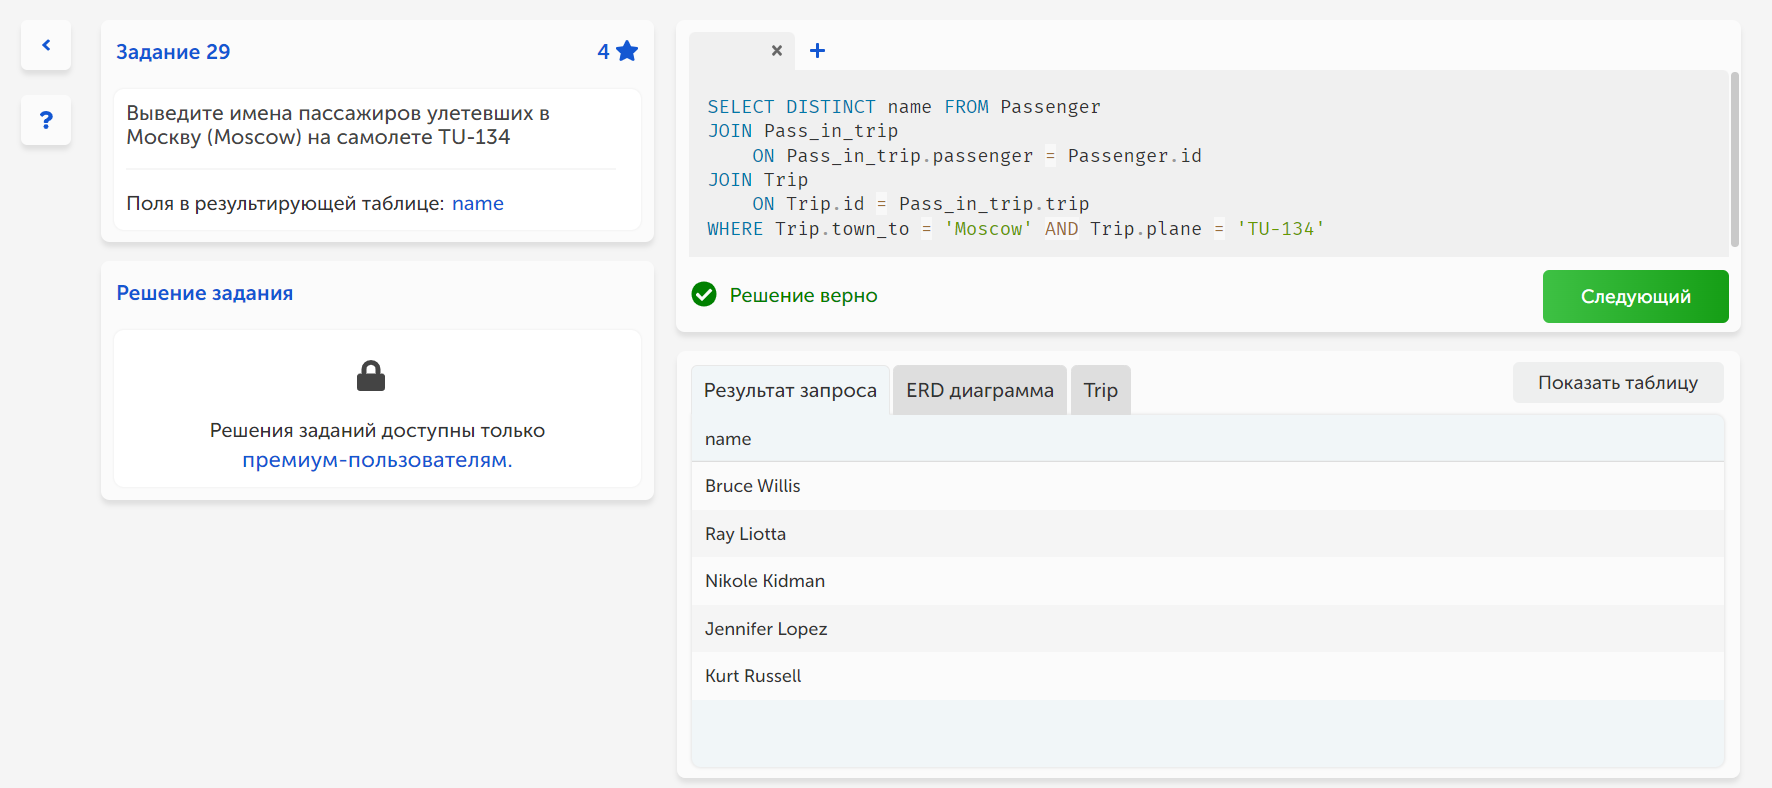 Задание 29
4
Выведите имена пассажиров улетевших в
Москву (Moscow) на самолете TU-134
Поля в результирующей таблице: name
Решение задания
Решения заданий доступны только
премиум-пользователям.
SELECT DISTINCT name FROM Passenger
JOIN Pass_in_trip
ON Pass_in_trip.passenger = Passenger.id
JOIN Trip
ON Trip.id = Pass_in_trip.trip
WHERE Trip.town_to = 'Moscow' AND Trip.plane = 'TU-134'
Решение верно
Следующий
Результат запроса
ERD диаграмма
Trip
Показать таблицу
name
Bruce Willis
Ray Liotta
Nikole Kidman
Jennifer Lopez
Kurt Russell